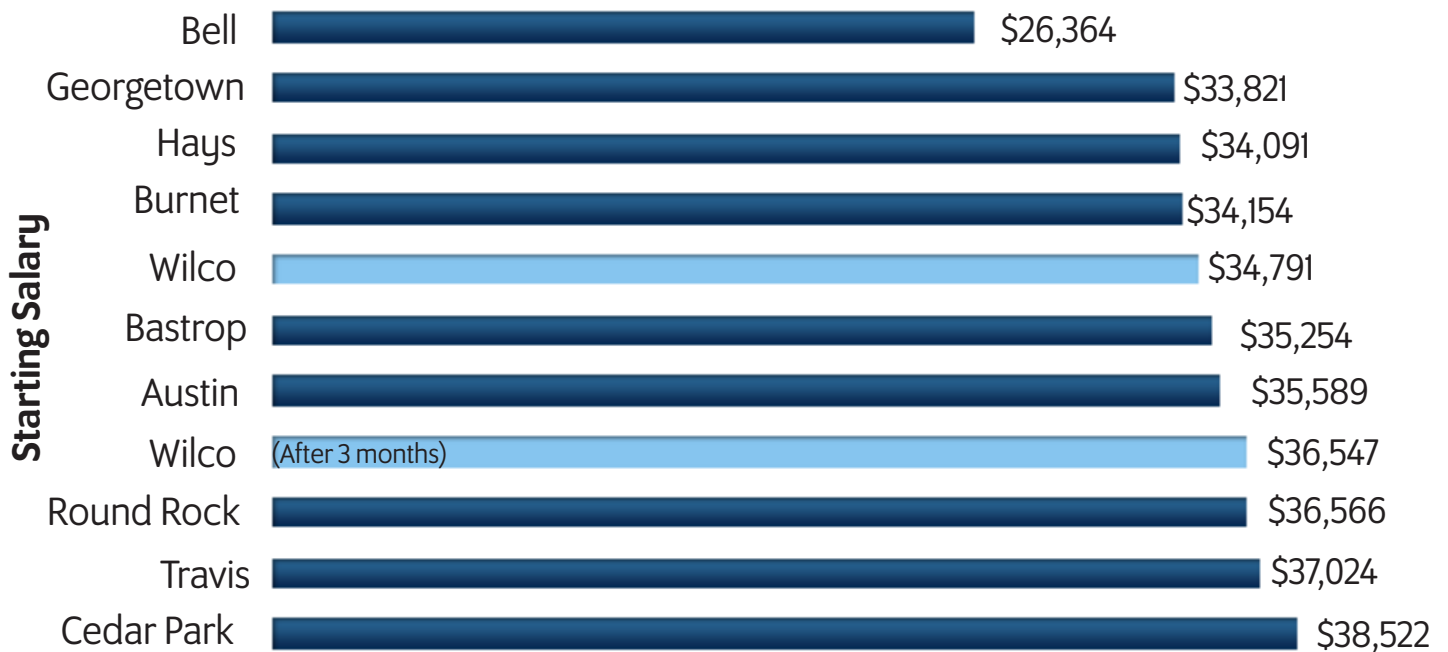 Starting Salary
Bell $26,364
Georgetown $33,821
Hays $34,091
Burnet $34,154
Wilco $34,791
Bastrop $35,254
Austin $35,589
Wilco (After 3 months) $36,547
Round Rock $36,566
Travis $37,024
Cedar Park $38,522